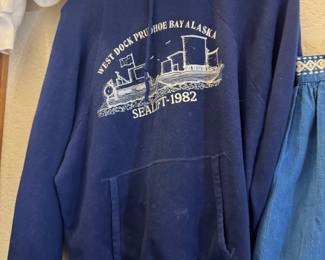 WEST DOCK PRUDHOE BAY ALASKA
SEALIFT-1982